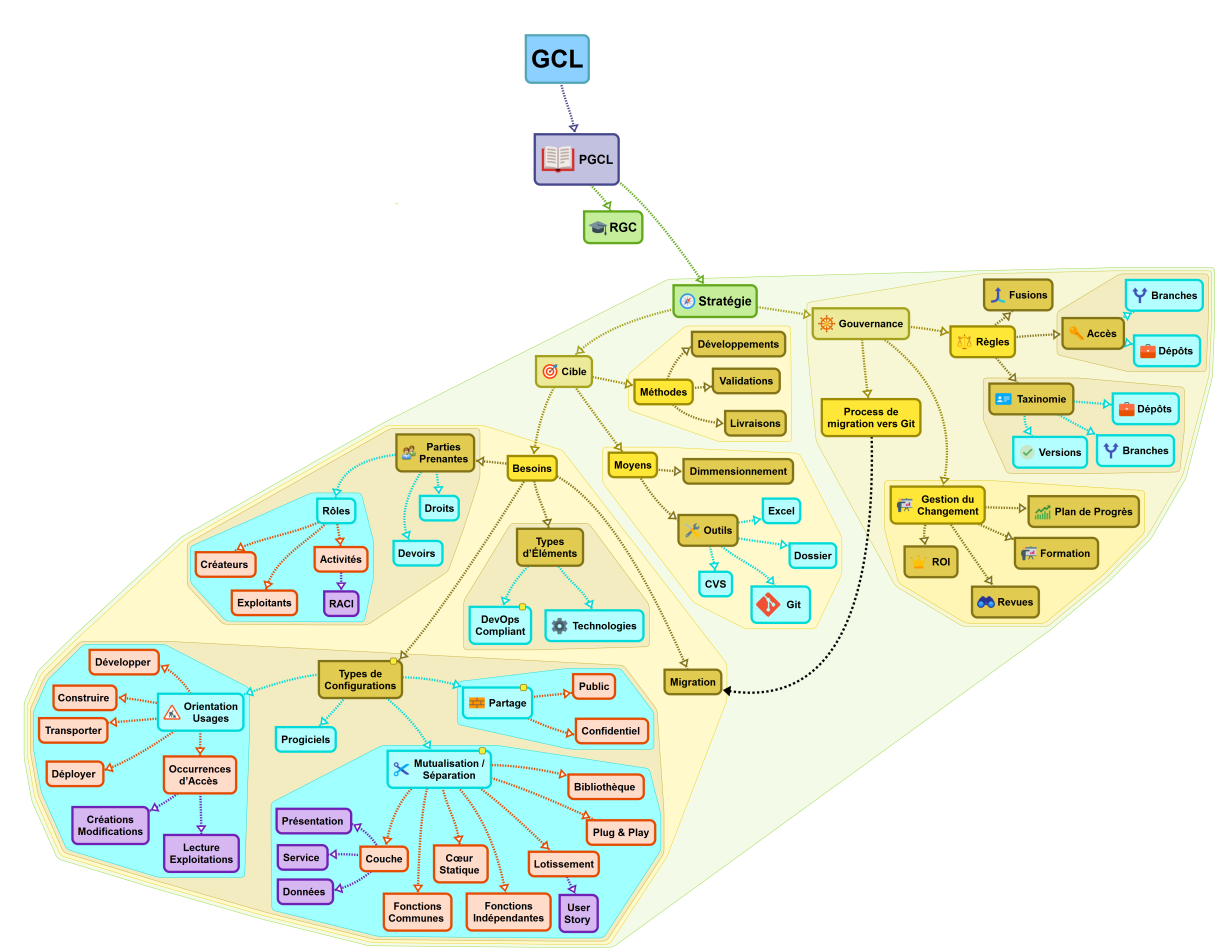 GCL
PGCL
RGC
Stratégie
Gouvernance
Fusions
Règles
Accès
Branches
Dépôts
Taxinomie
Dépôts
Versions
Branches
Process de
migration vers Git
Gestion du
Changement
Plan de Progrès
Formation
ROI
Revues
Cible
Méthodes
Développements
Validations
Livraisons
Moyens
Dimmensionnement
Outils
Excel
Dossier
CVS
Git
Besoins
Parties
Prenantes
Rôles
Droits
Devoirs
Créateurs
Exploitants
Activités
RACI
Types
d'Éléments
DevOps
Compliant
Technologies
Migration
Types de
Configurations
Partage
Public
Confidentiel
Progiciels
Orientation
Usages
Développer
Construire
Transporter
Déployer
Occurrences
d'Accès
Créations
Modifications
Lecture
Exploitations
Mutualisation /
Séparation
Bibliothèque
Plug & Play
Lotissement
User
Story
Cœur
Statique
Fonctions
Indépendantes
Fonctions
Communes
Couche
Présentation
Service
Données